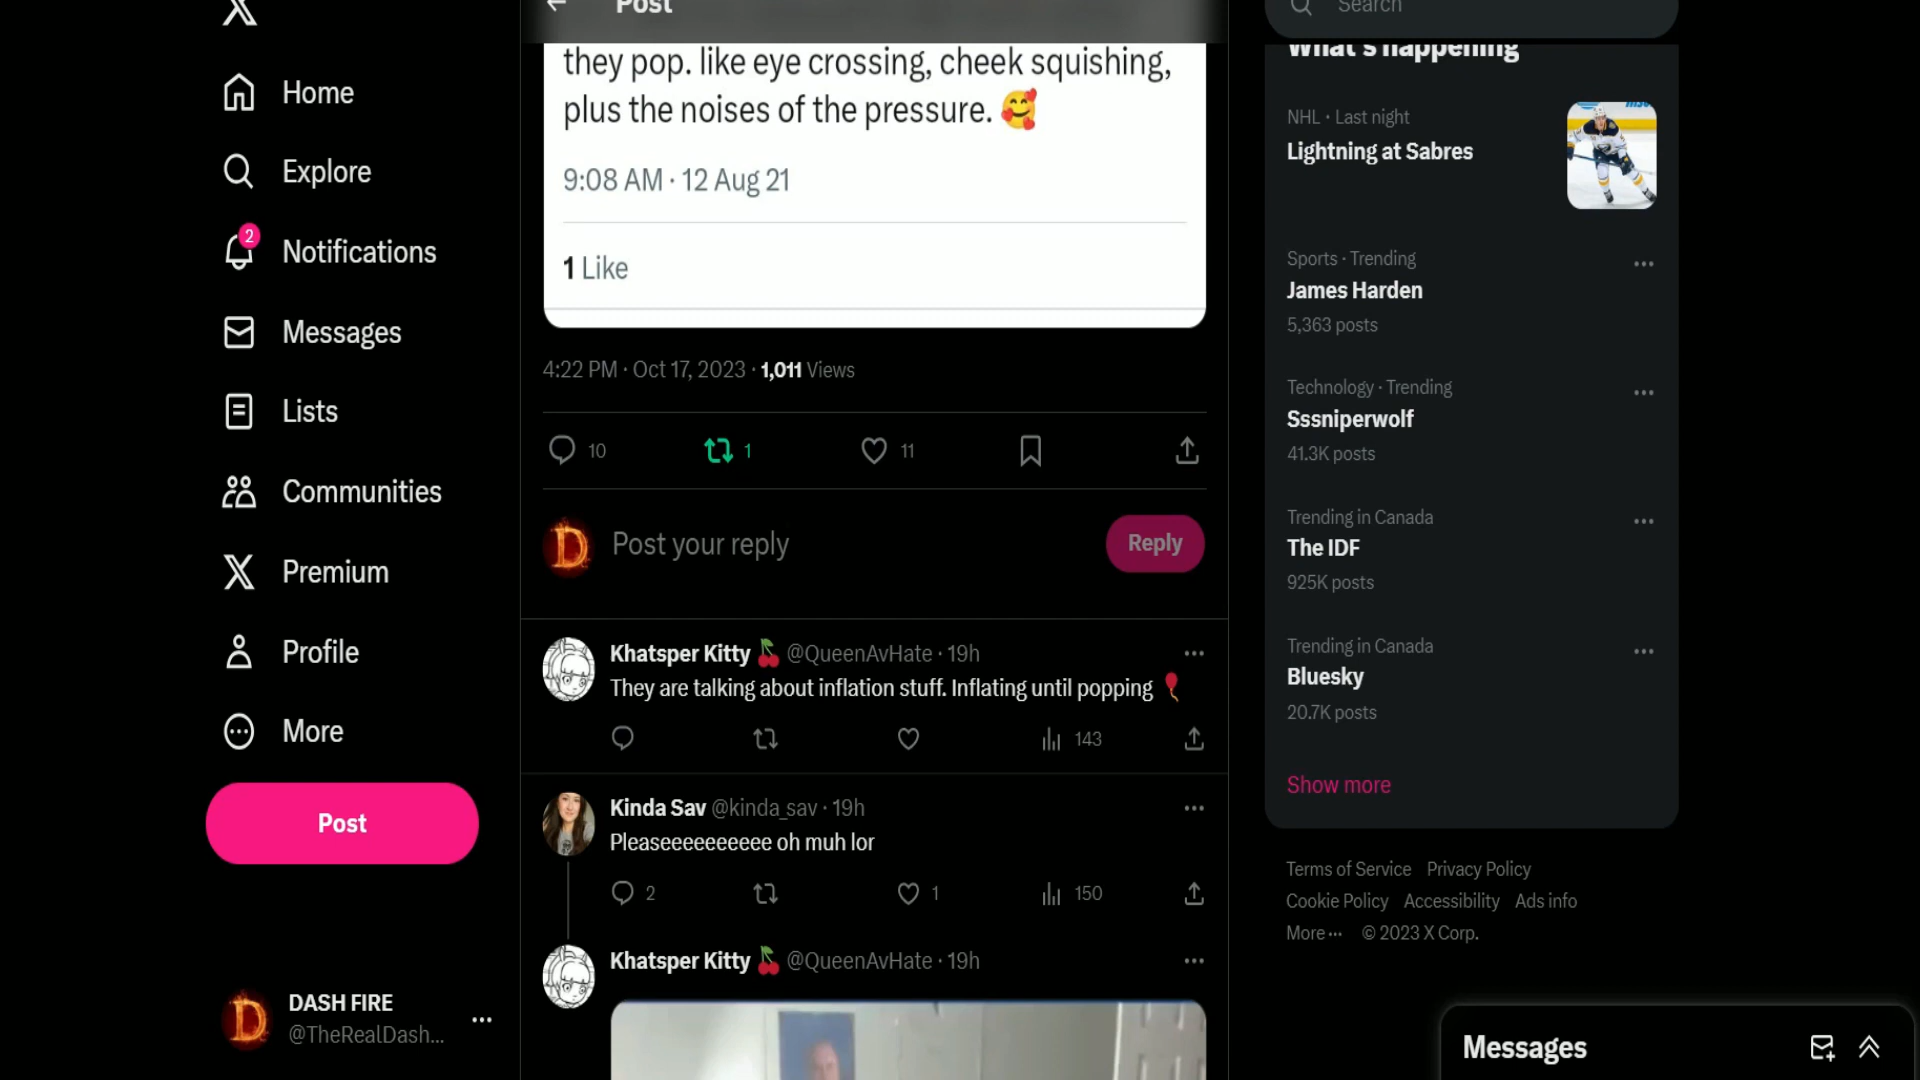 Home
Explore
2
Notifications
Messages
Lists
Communities
Premium
Profile
More
Post
DASH FIRE
@TheRealDash...
Post
they pop. like eye crossing, cheek squishing,
plus the noises of the pressure. 🥰
9:08 AM · 12 Aug 21
1 Like
4:22 PM · Oct 17, 2023 · 1,011 Views
10 1 11
Post your reply
Reply
Khatsper Kitty🍒 @QueenAvHate · 19h
They are talking about inflation stuff. Inflating until popping 🎈
143
Kinda Sav @kinda_sav · 19h
Pleaseeeeeeeeee oh muh lor
2 1 150
Khatsper Kitty🍒 @QueenAvHate · 19h
Search
What's happening
NHL · Last night
Lightning at Sabres
Sports · Trending
James Harden
5,363 posts
Technology · Trending
Sssniperwolf
41.3K posts
Trending in Canada
The IDF
925K posts
Trending in Canada
Bluesky
20.7K posts
Show more
Terms of Service Privacy Policy
Cookie Policy Accessibility Ads info
More ··· © 2023 X Corp.
Messages